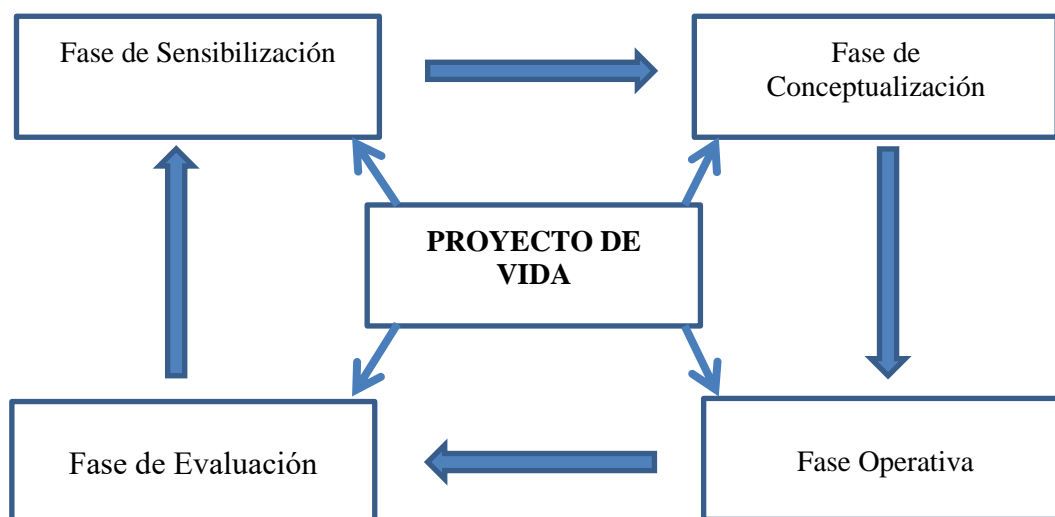 Fase de Sensibilización
Fase de
Conceptualización
PROYECTO DE
VIDA
Fase de Evaluación
Fase Operativa